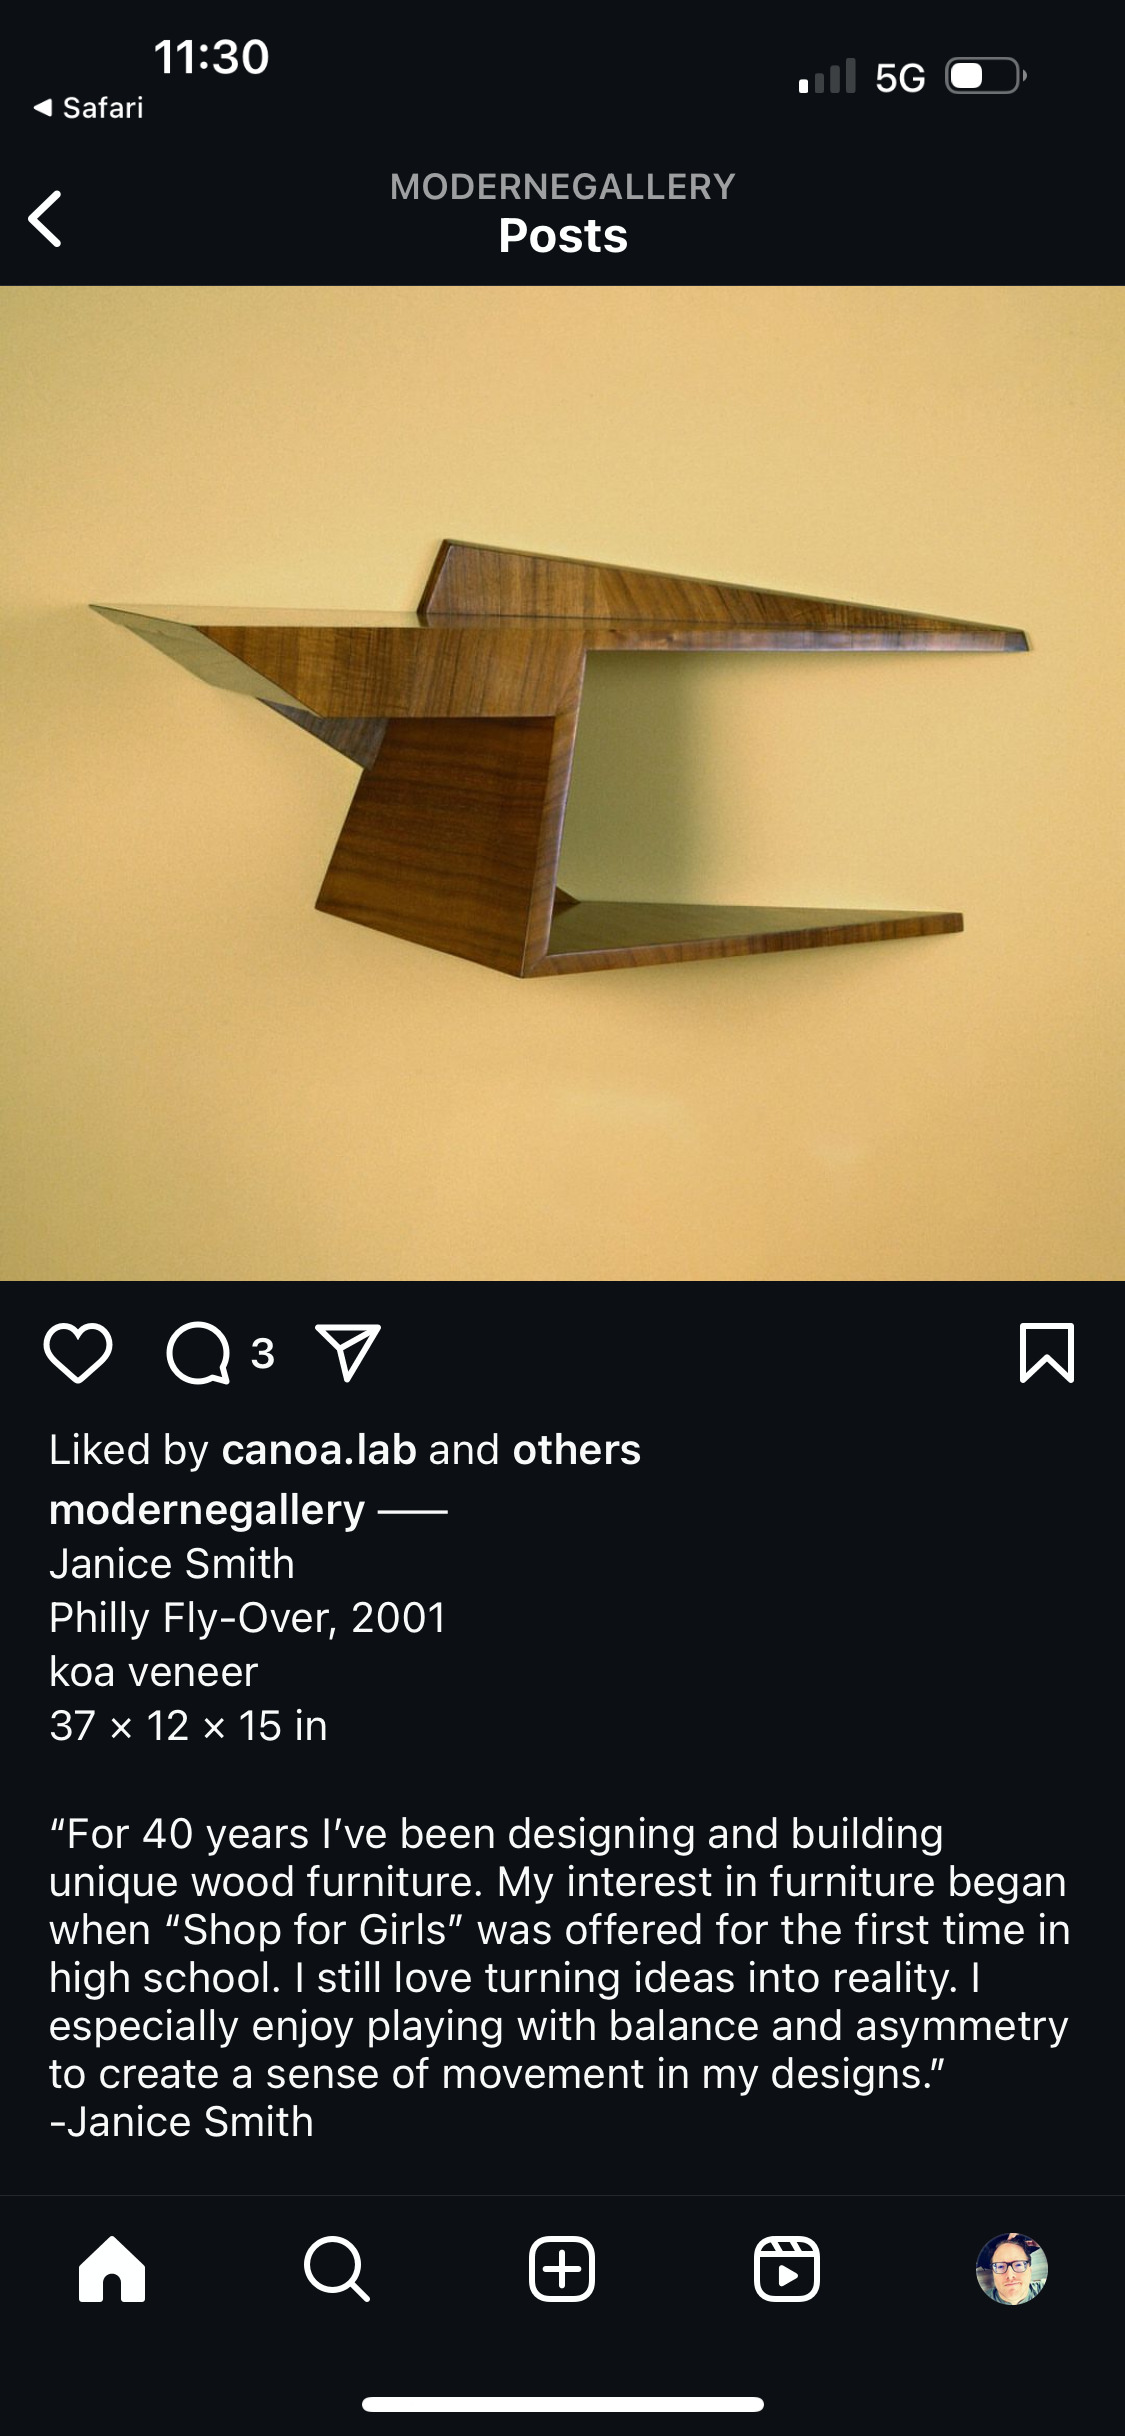 11:30
5G
◀ Safari
MODERNEGALLERY
Posts
3
Liked by canoa.lab and others
modernegallery ——
Janice Smith
Philly Fly-Over, 2001
koa veneer
37 × 12 × 15 in
“For 40 years I’ve been designing and building
unique wood furniture. My interest in furniture began
when “Shop for Girls” was offered for the first time in
high school. I still love turning ideas into reality. I
especially enjoy playing with balance and asymmetry
to create a sense of movement in my designs.”
-Janice Smith